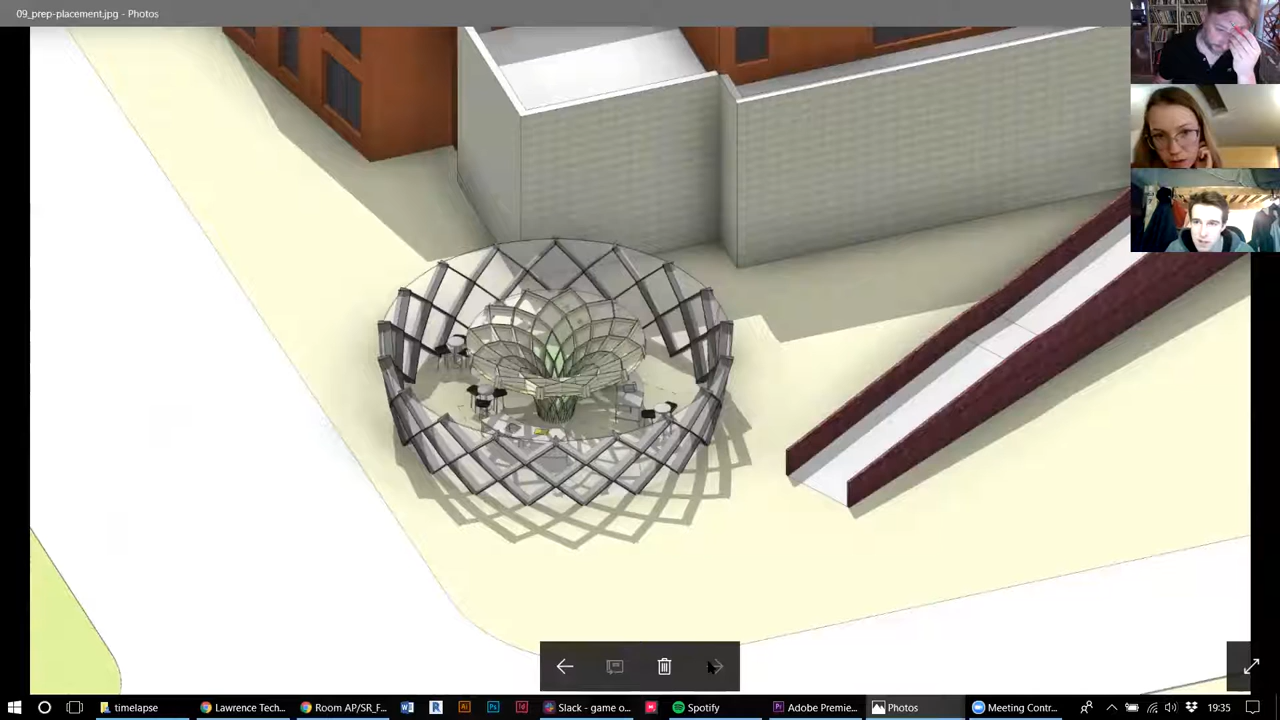 09_prep-placement.jpg - Photos
timelapse
Lawrence Tech...
Room AP/SR_F...
Slack - game o...
Spotify
Adobe Premie...
Photos
Meeting Contr...
19:35